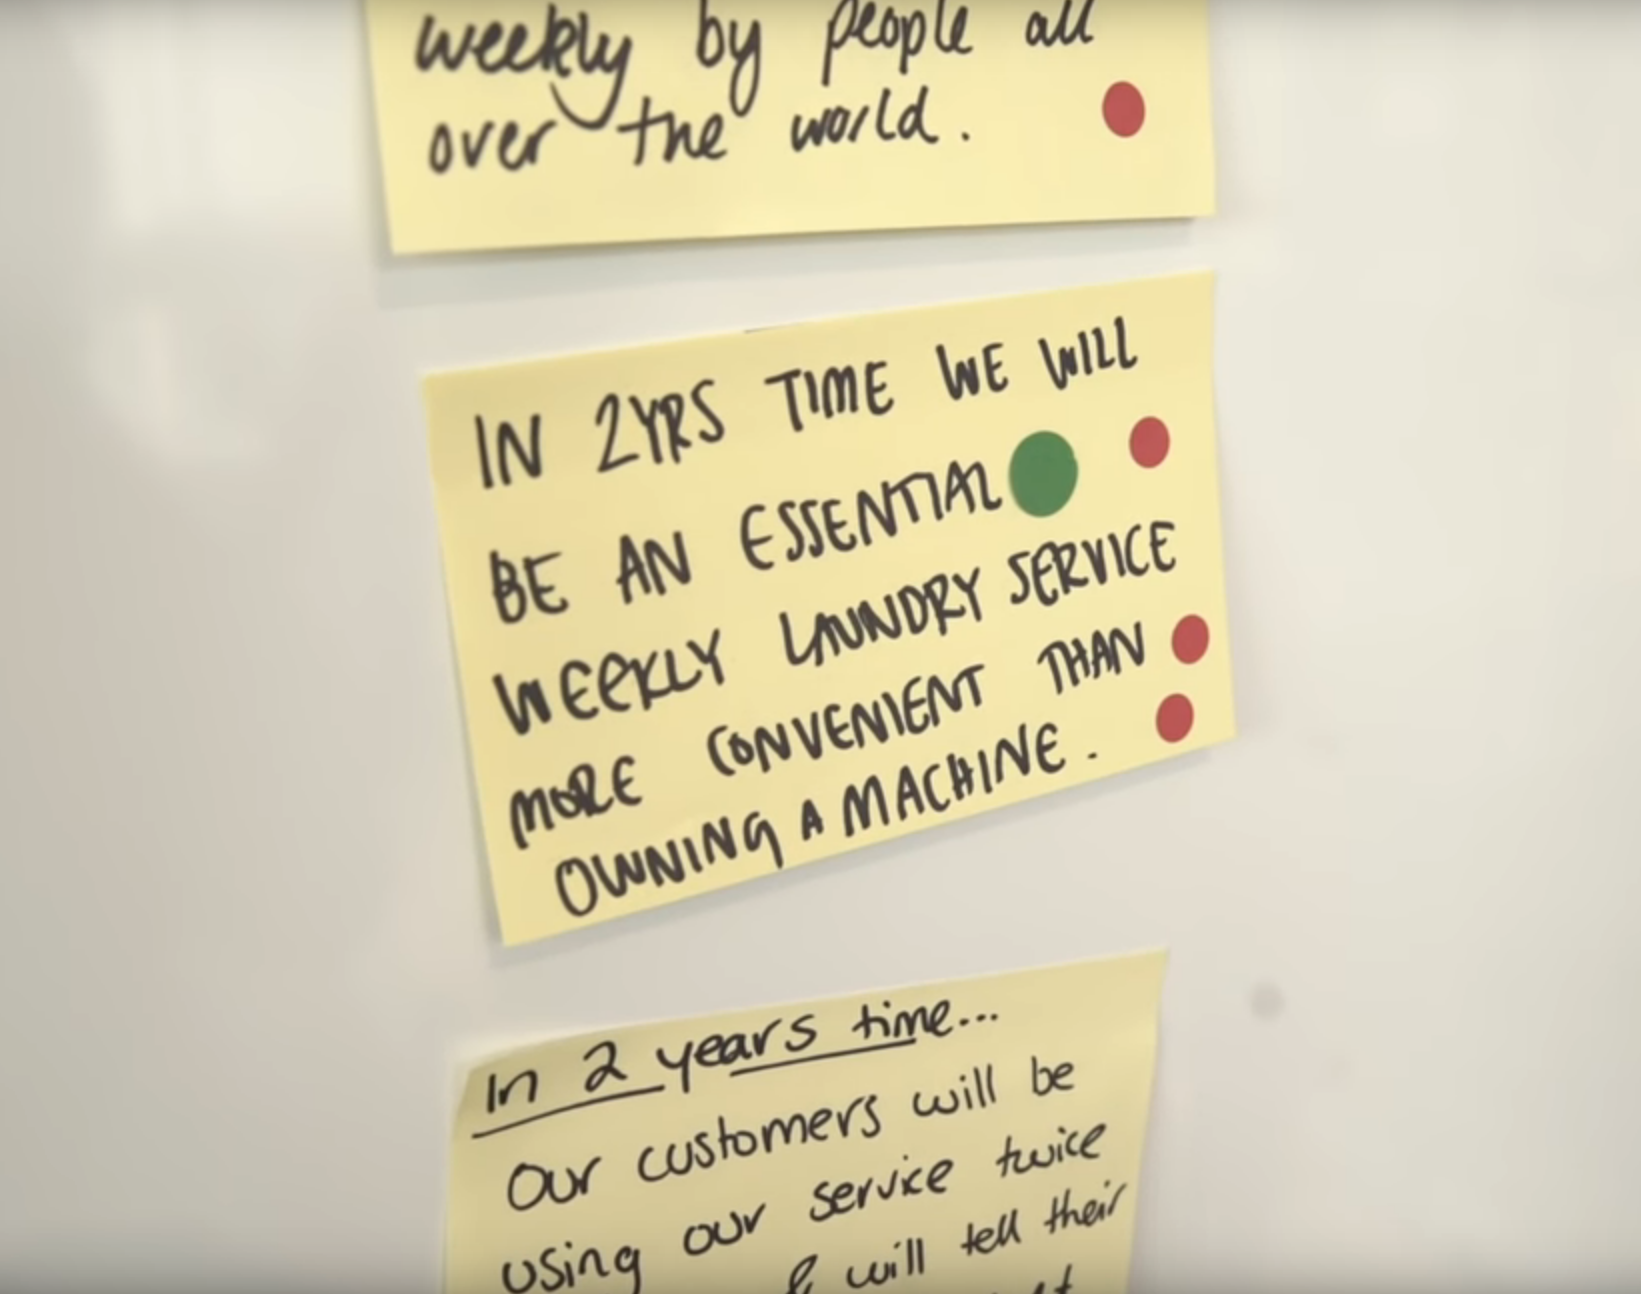 weekly by people all
over the world.
IN 2YRS TIME WE WILL
BE AN ESSENTIAL
WEEKLY LAUNDRY SERVICE
MORE CONVENIENT THAN
OWNING A MACHINE.
In 2 years time...
Our customers will be
using our service twice
& will tell their